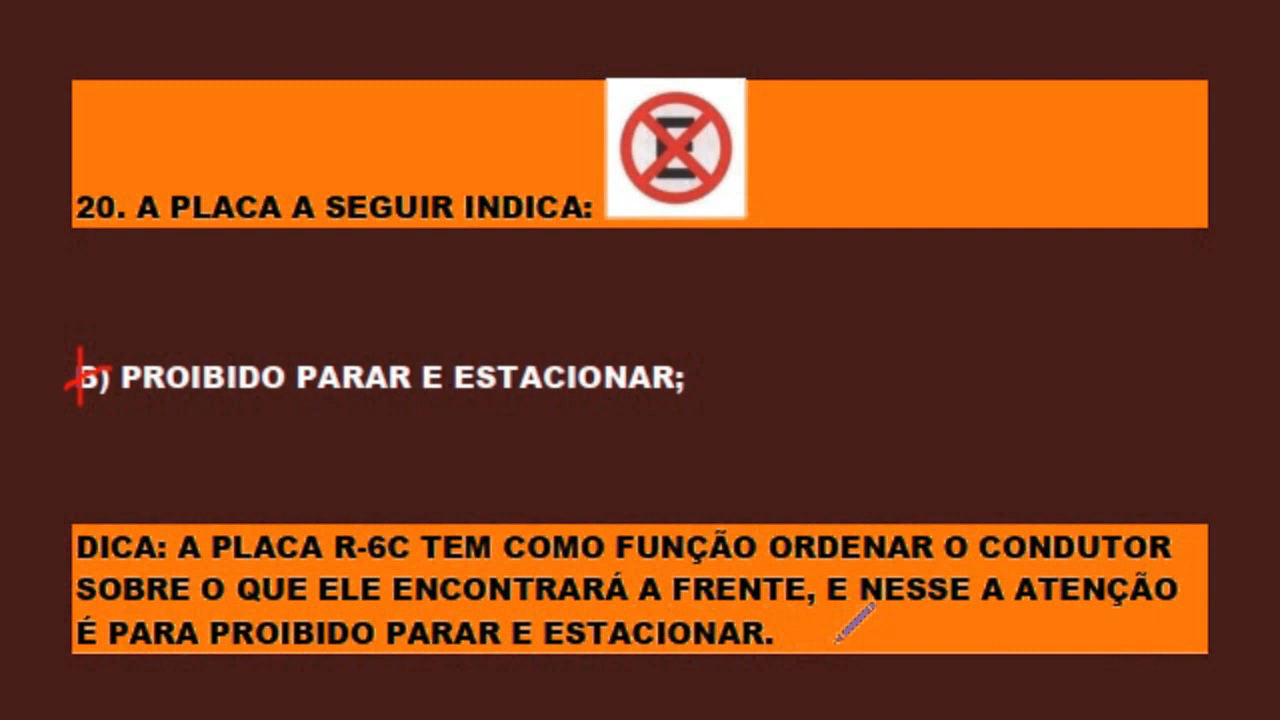 20. A PLACA A SEGUIR INDICA:
E
B) PROIBIDO PARAR E ESTACIONAR;
DICA: A PLACA R-6C TEM COMO FUNÇÃO ORDENAR O CONDUTOR
SOBRE O QUE ELE ENCONTRARÁ A FRENTE, E NESSE A ATENÇÃO
É PARA PROIBIDO PARAR E ESTACIONAR.